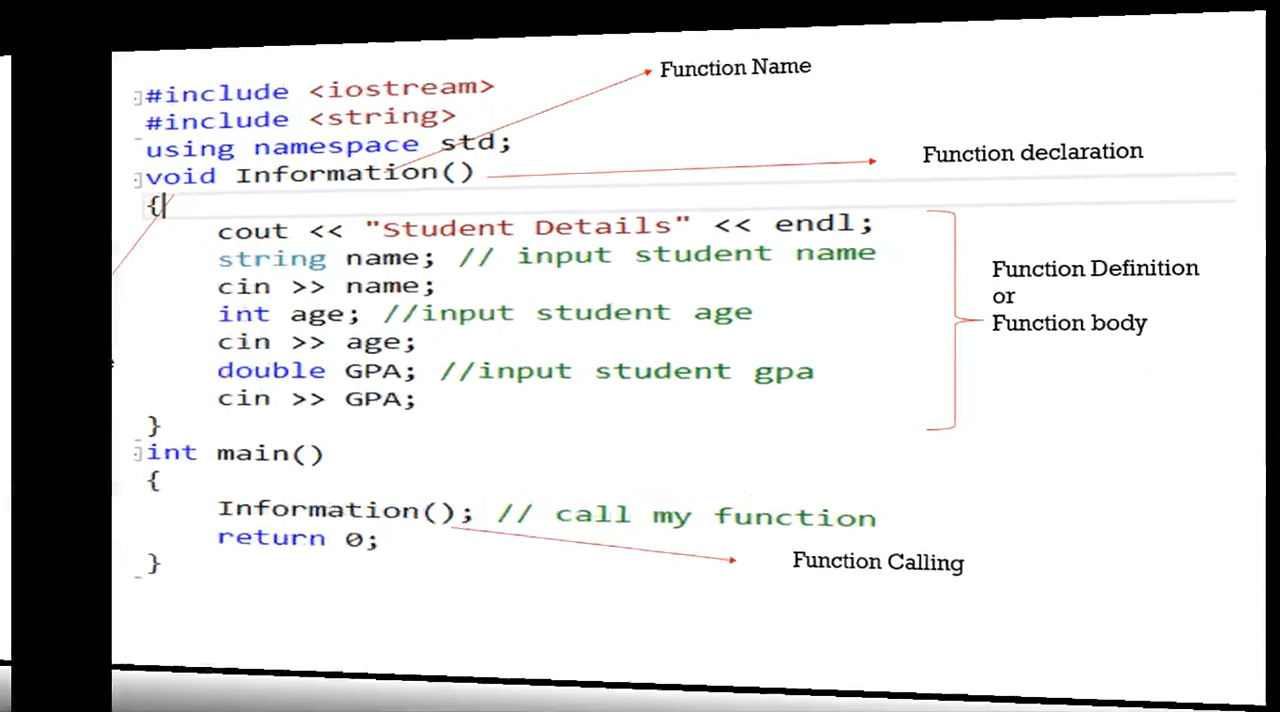 Function Name
#include <iostream>
#include <string>
using namespace std;
Function declaration
void Information()
{
cout << "Student Details" << endl;
string name; // input student name
cin >> name;
int age; //input student age
cin >> age;
double GPA; //input student gpa
cin >> GPA;
}
Function Definition
or
Function body
int main()
{
Information(); // call my function
return 0;
}
Function Calling